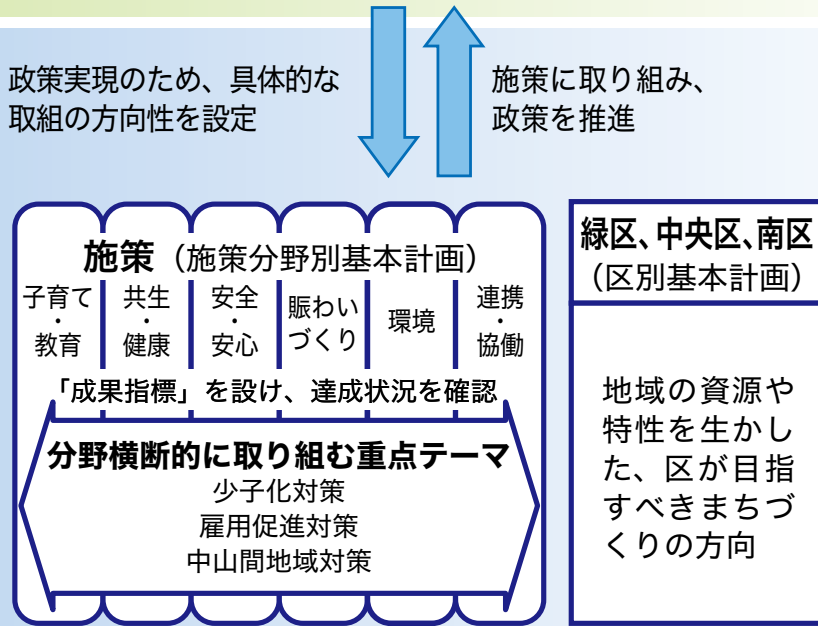 政策実現のため、具体的な
取組の方向性を設定
施策に取り組み、
政策を推進
施策（施策分野別基本計画）
子育て
・
教育
共生
・
健康
安全
・
安心
賑わい
づくり
環境
連携
・
協働
「成果指標」を設け、達成状況を確認
分野横断的に取り組む重点テーマ
少子化対策
雇用促進対策
中山間地域対策
緑区、中央区、南区
（区別基本計画）
地域の資源や
特性を生かし
た、区が目指
すべきまちづ
くりの方向